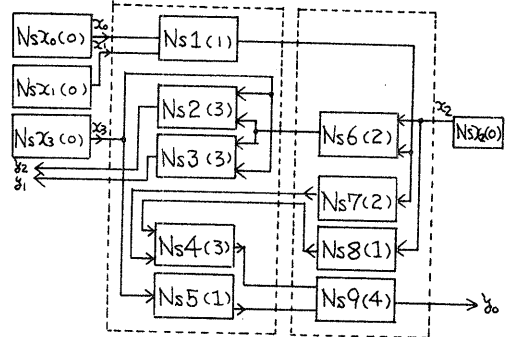 Nsx₀(0)
x₀
Ns1(1)
x₁
Nsx₁(0)
Ns2(3)
x₂
Nsx₃(0)
x₃
Ns6(2)
Nsx₂(0)
y₂
Ns3(3)
y₁
Ns7(2)
Ns4(3)
Ns8(1)
Ns5(1)
Ns9(4)
y₀